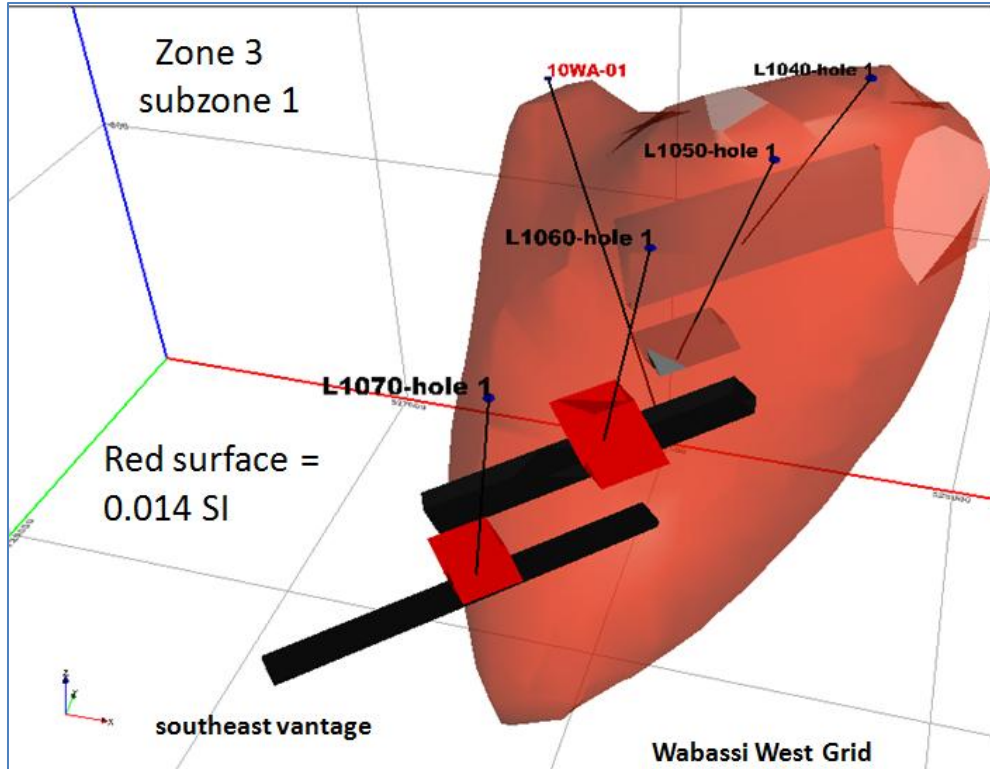 Zone 3
subzone 1
10WA-01
L1040-hole 1
L1050-hole 1
L1060-hole 1
L1070-hole 1
Red surface =
0.014 SI
Z
Y
X
southeast vantage
Wabassi West Grid